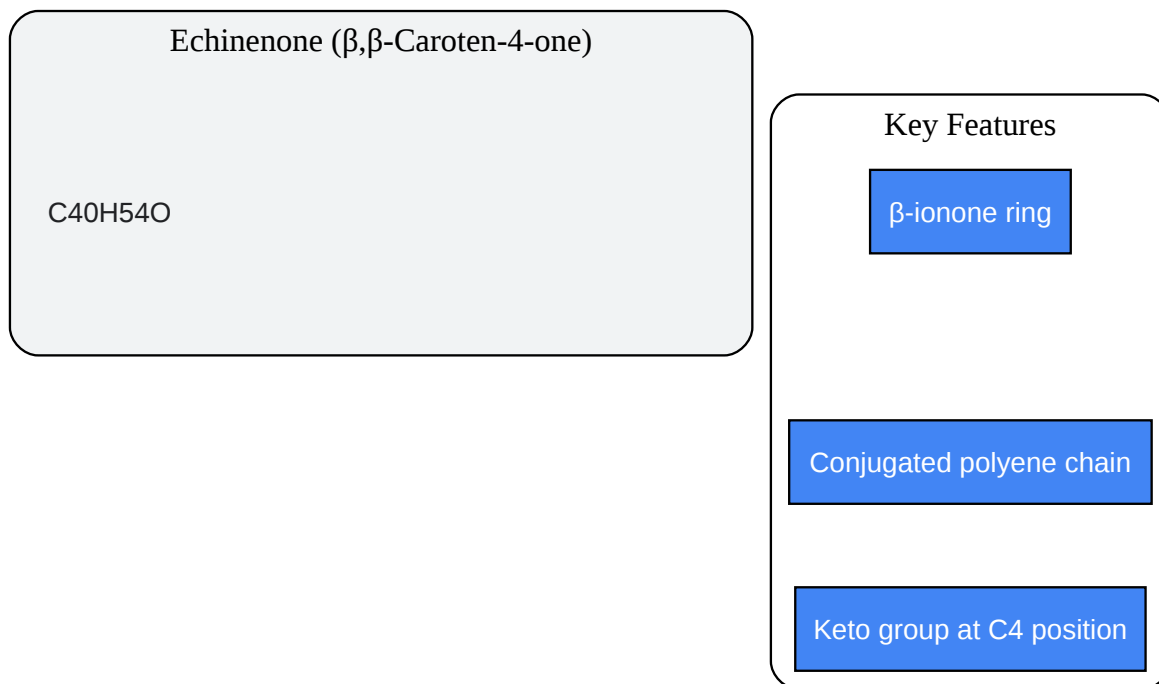 Echinenone (β,β-Caroten-4-one)
C40H54O
Key Features
β-ionone ring
Conjugated polyene chain
Keto group at C4 position